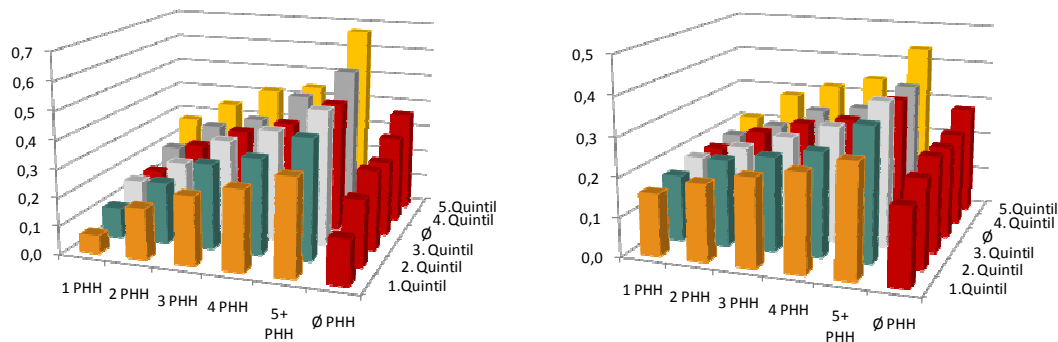 0,7
0,6
0,5
0,4
0,3
0,2
0,1
0,0
1 PHH
2 PHH
3 PHH
4 PHH
5+
PHH
Ø PHH
5.Quintil
4.Quintil
Ø
3.Quintil
2.Quintil
1.Quintil
0,5
0,4
0,3
0,2
0,1
0,0
1 PHH
2 PHH
3 PHH
4 PHH
5+
PHH
Ø PHH
5.Quintil
4.Quintil
Ø
3.Quintil
2.Quintil
1.Quintil